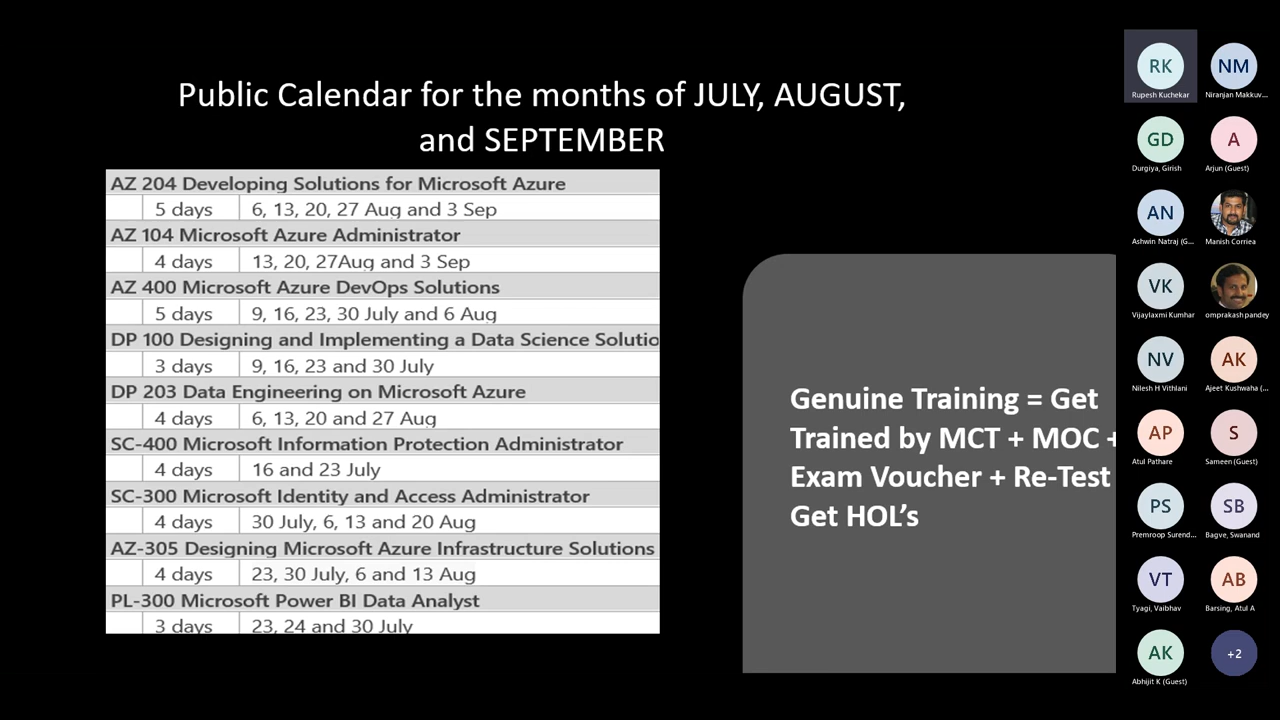 Public Calendar for the months of JULY, AUGUST,
and SEPTEMBER
AZ 204 Developing Solutions for Microsoft Azure
5 days 6, 13, 20, 27 Aug and 3 Sep
AZ 104 Microsoft Azure Administrator
4 days 13, 20, 27Aug and 3 Sep
AZ 400 Microsoft Azure DevOps Solutions
5 days 9, 16, 23, 30 July and 6 Aug
DP 100 Designing and Implementing a Data Science Solutio
3 days 9, 16, 23 and 30 July
DP 203 Data Engineering on Microsoft Azure
4 days 6, 13, 20 and 27 Aug
SC-400 Microsoft Information Protection Administrator
4 days 16 and 23 July
SC-300 Microsoft Identity and Access Administrator
4 days 30 July, 6, 13 and 20 Aug
AZ-305 Designing Microsoft Azure Infrastructure Solutions
4 days 23, 30 July, 6 and 13 Aug
PL-300 Microsoft Power BI Data Analyst
3 days 23, 24 and 30 July
Genuine Training = Get
Trained by MCT + MOC +
Exam Voucher + Re-Test
Get HOL’s
RK NM
Rupesh Kuchekar Niranjan Makkuv...
GD A
Durgiya, Girish Arjun (Guest)
AN
Ashwin Natraj (G... Manish Corriea
VK
Vijaylaxmi Kumhar omprakash pandey
NV AK
Nilesh H Vithlani Ajeet Kushwaha (...
AP S
Atul Pathare Sameen (Guest)
PS SB
Premroop Surend... Bagve, Swanand
VT AB
Tyagi, Vaibhav Barsing, Atul A
AK +2
Abhijit K (Guest)